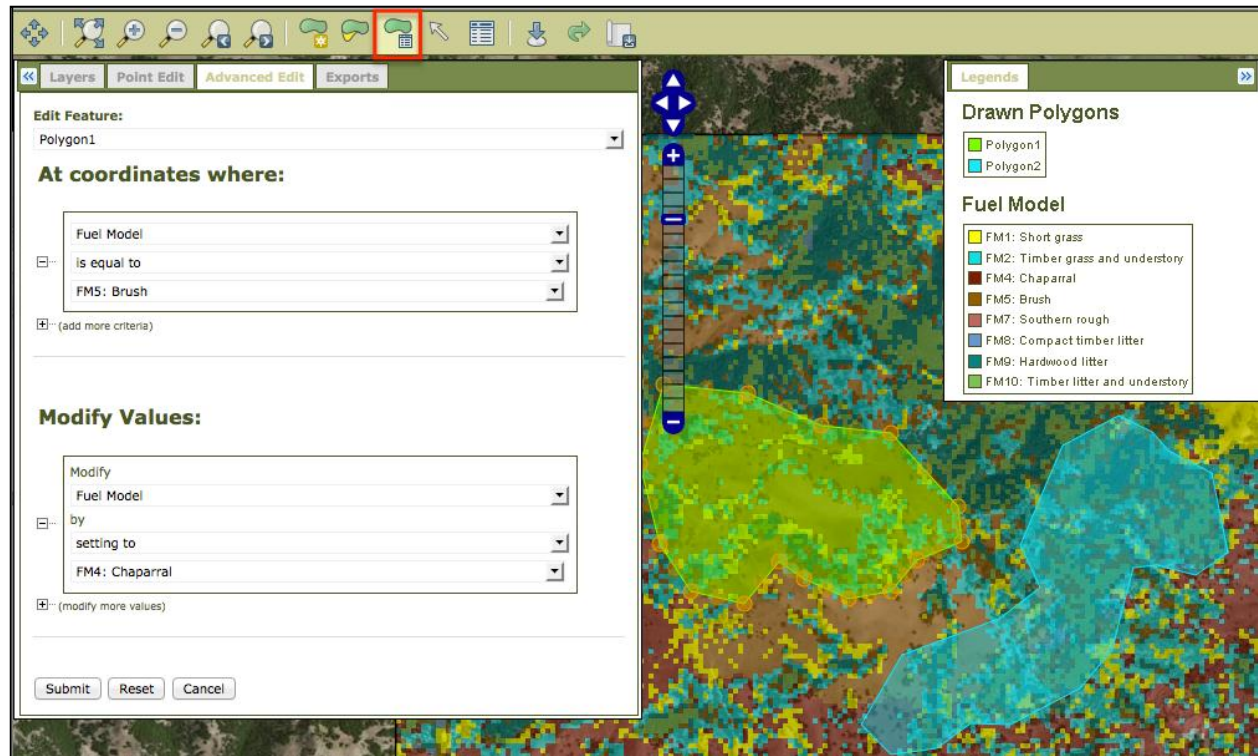 Layers
Point Edit
Advanced Edit
Exports
Edit Feature:
Polygon1
At coordinates where:
Fuel Model
is equal to
FM5: Brush
(add more criteria)
Modify Values:
Modify
Fuel Model
by
setting to
FM4: Chaparral
(modify more values)
Submit
Reset
Cancel
Legends
Drawn Polygons
Polygon1
Polygon2
Fuel Model
FM1: Short grass
FM2: Timber grass and understory
FM4: Chaparral
FM5: Brush
FM7: Southern rough
FM8: Compact timber litter
FM9: Hardwood litter
FM10: Timber litter and understory